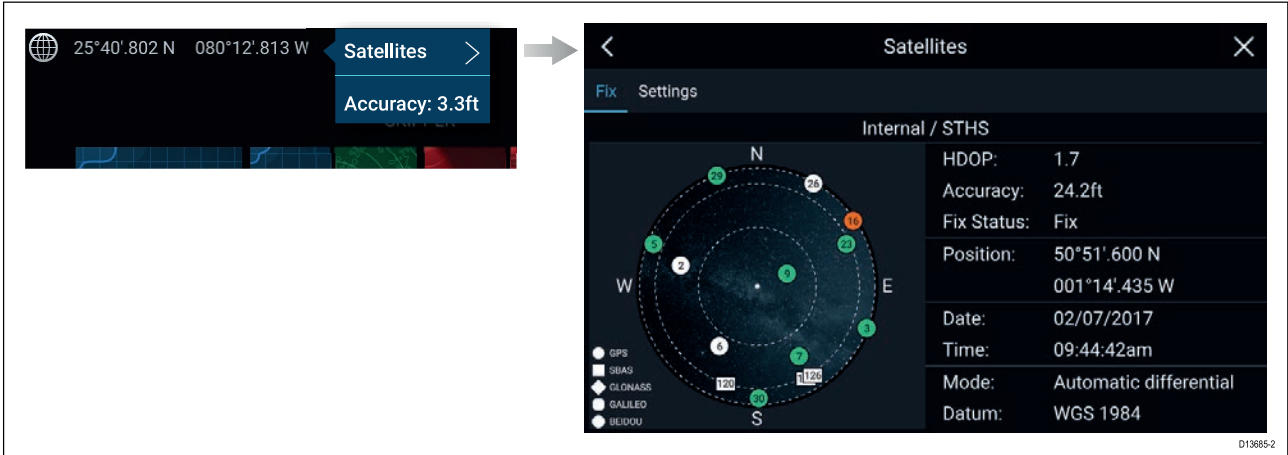 25°40'.802 N 080°12'.813 W
Satellites
Accuracy: 3.3ft
Satellites
Fix Settings
Internal / STHS
N
29
26
16
5
23
2
9
W
E
3
6
7
120
126
30
S
GPS
SBAS
GLONASS
GALILEO
BEIDOU
HDOP: 1.7
Accuracy: 24.2ft
Fix Status: Fix
Position: 50°51'.600 N
001°14'.435 W
Date: 02/07/2017
Time: 09:44:42am
Mode: Automatic differential
Datum: WGS 1984
D13685-2